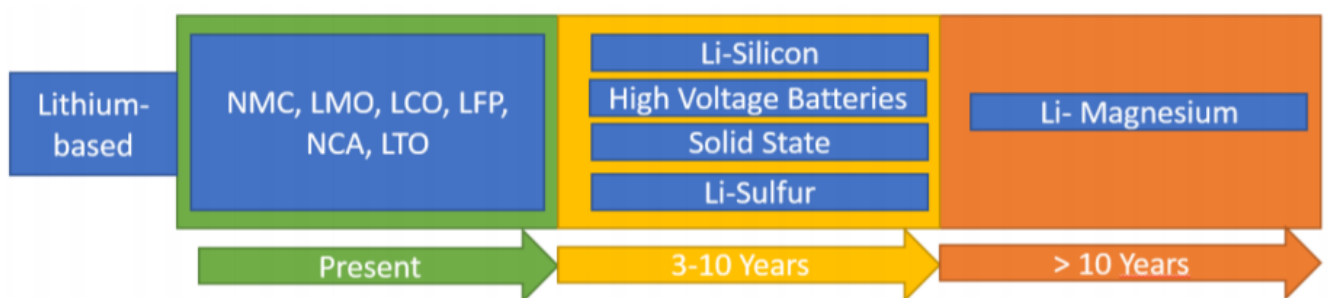 Lithium-
based
NMC, LMO, LCO, LFP,
NCA, LTO
Li-Silicon
High Voltage Batteries
Solid State
Li-Sulfur
Li- Magnesium
Present
3-10 Years
> 10 Years